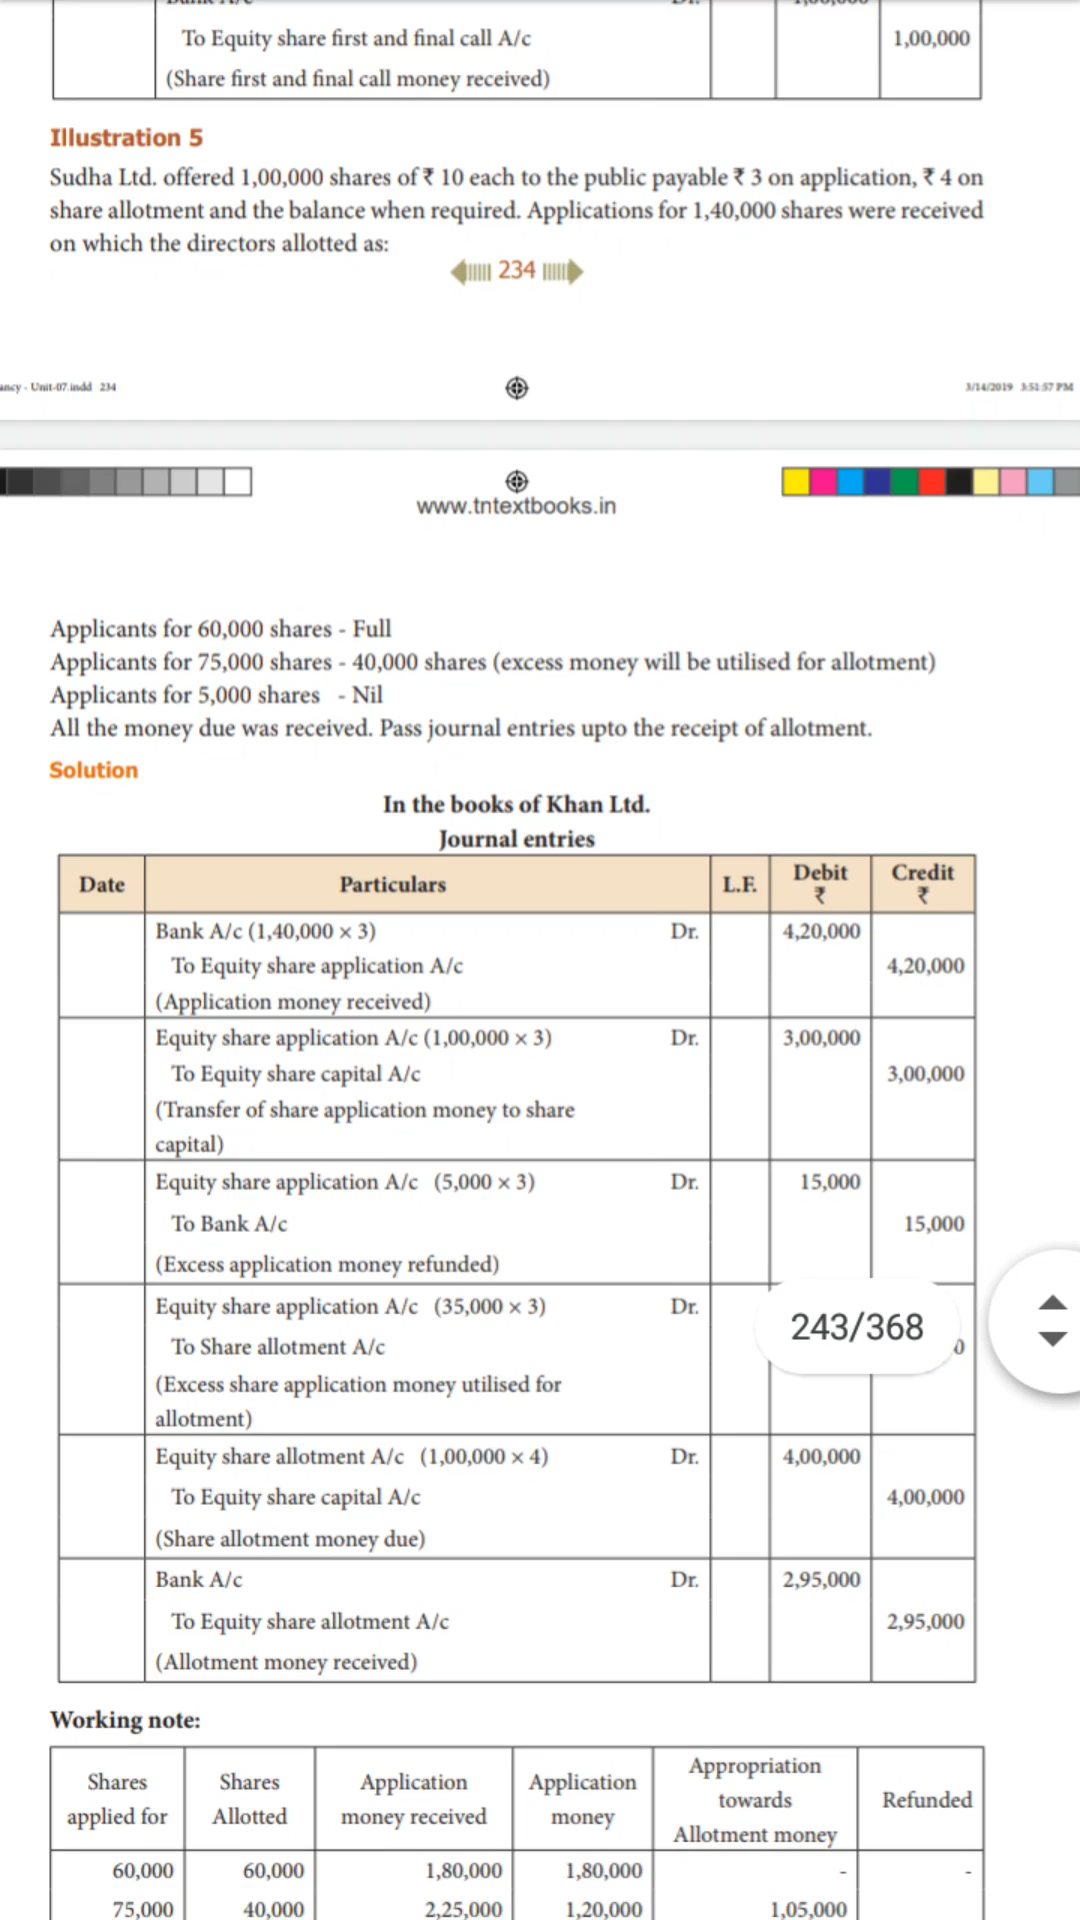 To Equity share first and final call A/c 1,00,000
(Share first and final call money received)
Illustration 5
Sudha Ltd. offered 1,00,000 shares of ₹ 10 each to the public payable ₹ 3 on application, ₹ 4 on
share allotment and the balance when required. Applications for 1,40,000 shares were received
on which the directors allotted as:
234
ancy - Unit-07.indd 234 3/14/2019 3:51:57 PM
www.tntextbooks.in
Applicants for 60,000 shares - Full
Applicants for 75,000 shares - 40,000 shares (excess money will be utilised for allotment)
Applicants for 5,000 shares - Nil
All the money due was received. Pass journal entries upto the receipt of allotment.
Solution
In the books of Khan Ltd.
Journal entries
Date Particulars L.F. Debit ₹ Credit ₹
Bank A/c (1,40,000 × 3) Dr. 4,20,000
To Equity share application A/c 4,20,000
(Application money received)
Equity share application A/c (1,00,000 × 3) Dr. 3,00,000
To Equity share capital A/c 3,00,000
(Transfer of share application money to share
capital)
Equity share application A/c (5,000 × 3) Dr. 15,000
To Bank A/c 15,000
(Excess application money refunded)
Equity share application A/c (35,000 × 3) Dr.
243/368
To Share allotment A/c 0
(Excess share application money utilised for
allotment)
Equity share allotment A/c (1,00,000 × 4) Dr. 4,00,000
To Equity share capital A/c 4,00,000
(Share allotment money due)
Bank A/c Dr. 2,95,000
To Equity share allotment A/c 2,95,000
(Allotment money received)
Working note:
Shares applied for Shares Allotted Application money received Application money Appropriation towards Allotment money Refunded
60,000 60,000 1,80,000 1,80,000 - -
75,000 40,000 2,25,000 1,20,000 1,05,000